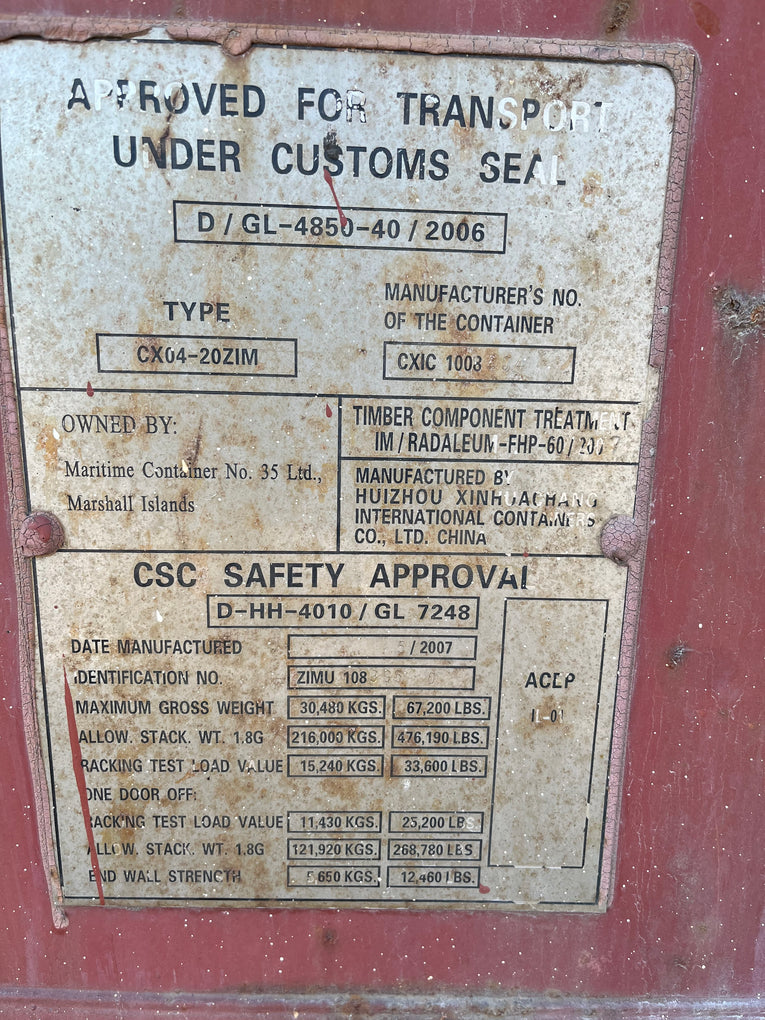 APPROVED FOR TRANSPORT
UNDER CUSTOMS SEAL
D / GL-4850-40 / 2006
TYPE
CX04-20ZIM
MANUFACTURER'S NO.
OF THE CONTAINER
CXIC 1008
OWNED BY:
Maritime Container No. 35 Ltd.,
Marshall Islands
TIMBER COMPONENT TREATMENT
IM / RADALEUM-FHP-60 / 2007
MANUFACTURED BY
HUIZHOU XINHUACHANG
INTERNATIONAL CONTAINERS
CO., LTD. CHINA
CSC SAFETY APPROVAL
D-HH-4010 / GL 7248
DATE MANUFACTURED / 2007
IDENTIFICATION NO. ZIMU 108
MAXIMUM GROSS WEIGHT 30,480 KGS. 67,200 LBS.
ALLOW. STACK. WT. 1.8G 216,000 KGS. 476,190 LBS.
RACKING TEST LOAD VALUE 15,240 KGS. 33,600 LBS.
ONE DOOR OFF:
RACKING TEST LOAD VALUE 11,430 KGS. 25,200 LBS.
ALLOW. STACK. WT. 1.8G 121,920 KGS. 268,780 LBS
END WALL STRENGTH 5650 KGS. 12,460 LBS.
ACEP
IL-01